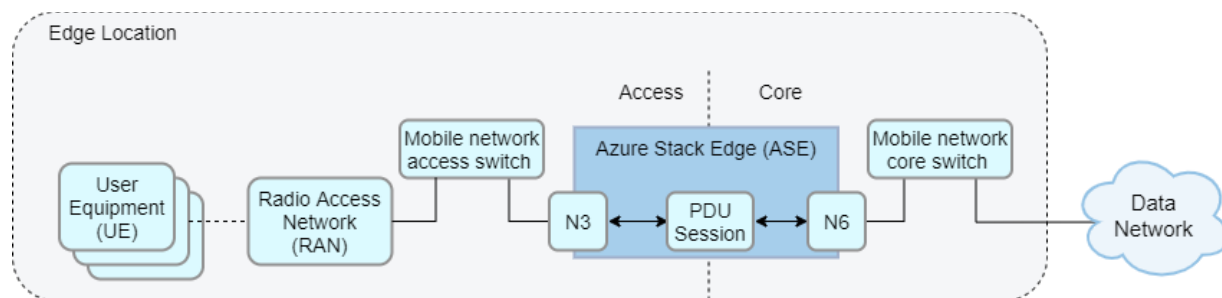 Edge Location
Access
Core
Mobile network
access switch
Azure Stack Edge (ASE)
Mobile network
core switch
User
Equipment
(UE)
Radio Access
Network
(RAN)
N3
PDU
Session
N6
Data
Network